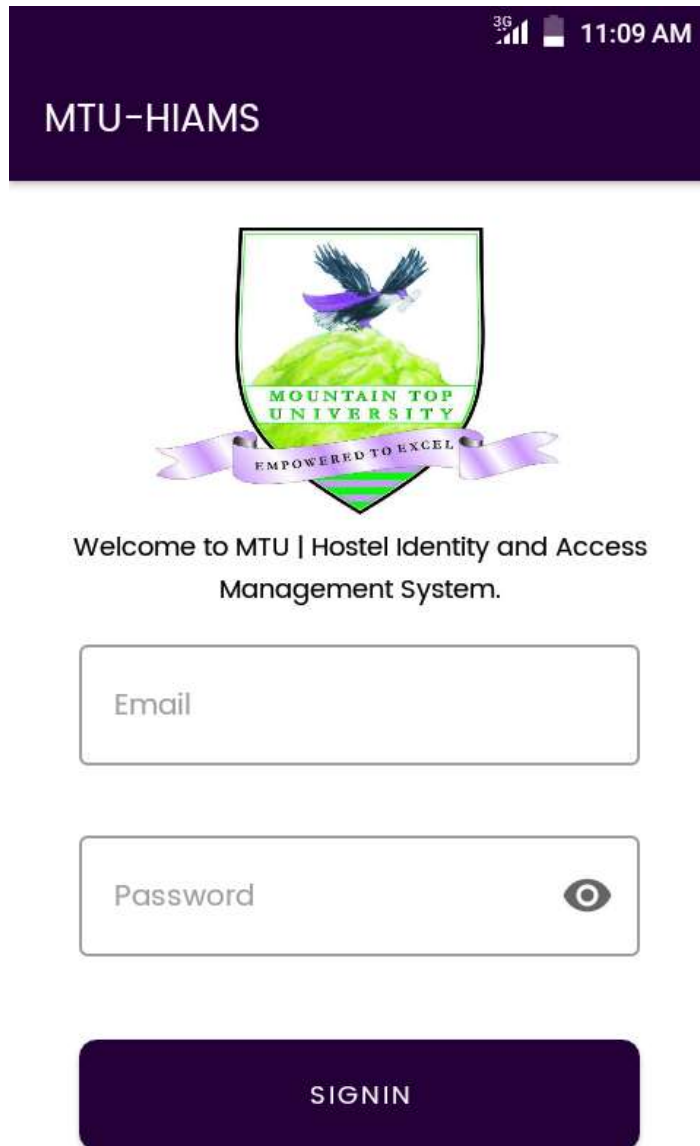 3G 11:09 AM
MTU-HIAMS
MOUNTAIN TOP
UNIVERSITY
EMPOWERED TO EXCEL
Welcome to MTU | Hostel Identity and Access
Management System.
Email
Password
SIGNIN